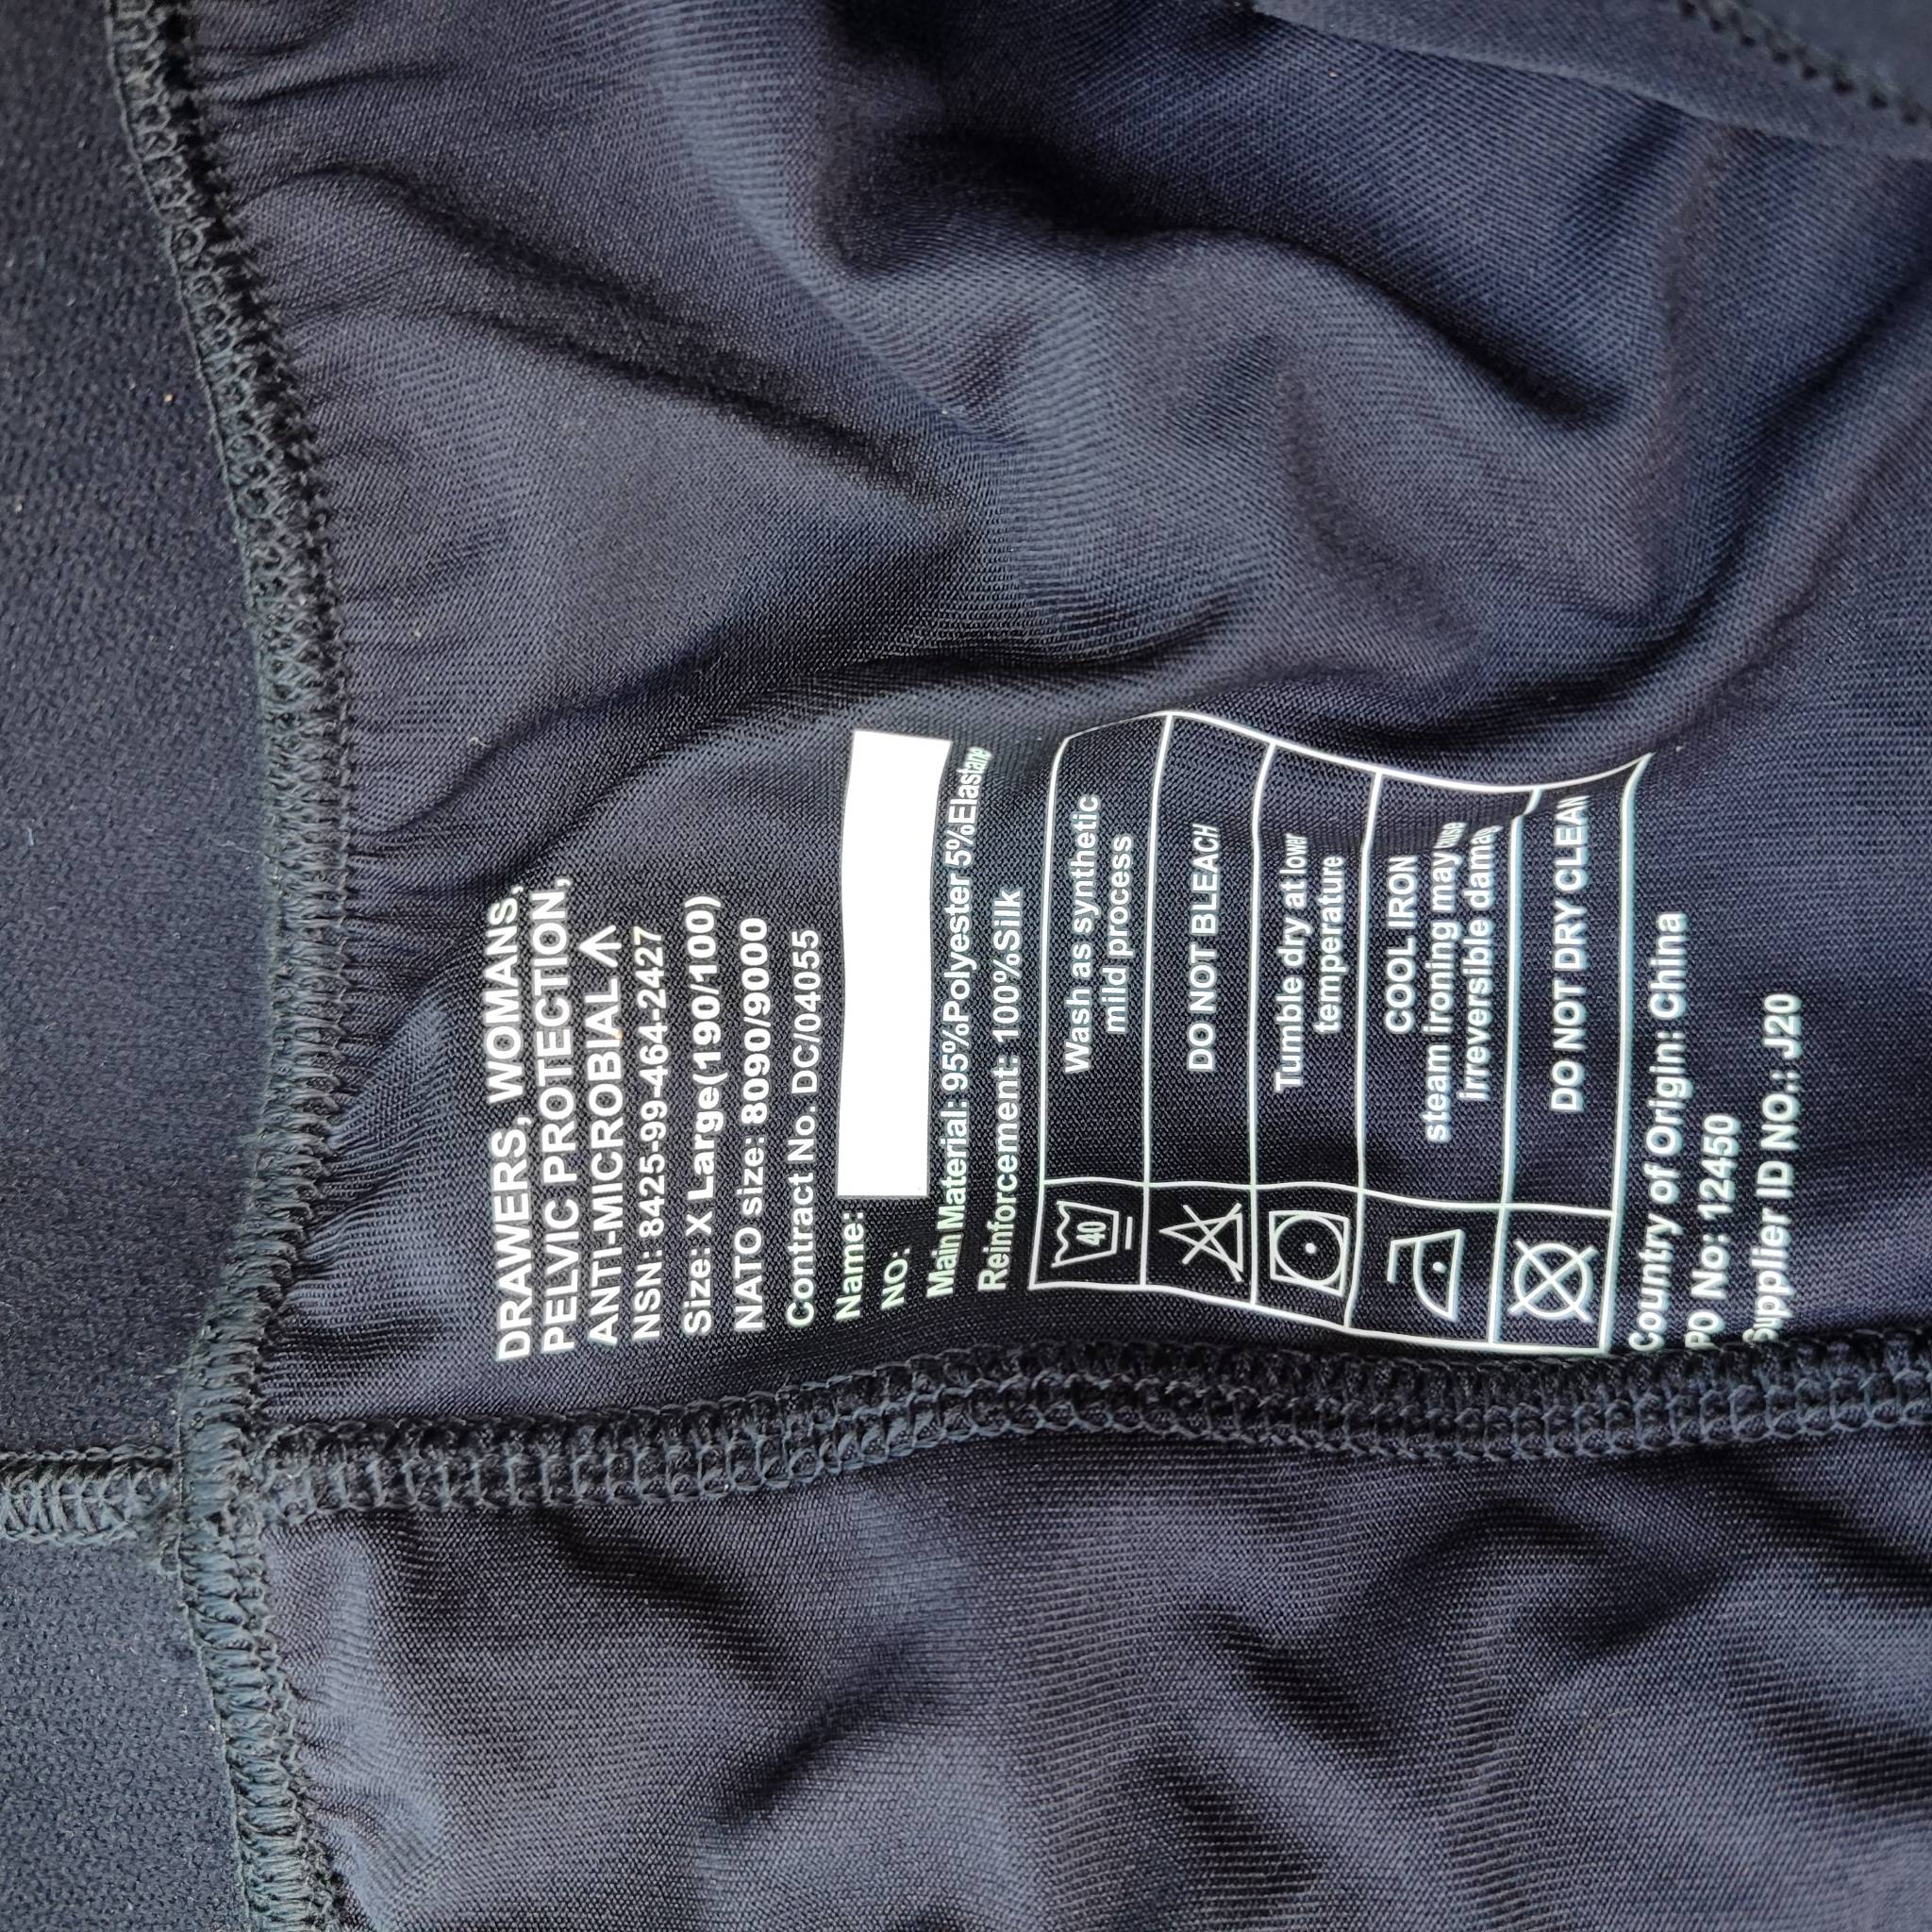 DRAWERS, WOMANS,
PELVIC PROTECTION,
ANTI-MICROBIAL
NSN: 8425-99-464-2427
Size: X Large(190/100)
NATO size: 8090/9000
Contract No. DC/04055
Name:
NO:
Main Material: 95%Polyester 5%Elastane
Reinforcement: 100%Silk
40
Wash as synthetic
mild process
DO NOT BLEACH
Tumble dry at lower
temperature
COOL IRON
steam ironing may
irreversible
DO NOT DRY CLEAN
Country of Origin: China
PO No: 12450
Supplier ID NO.: J20